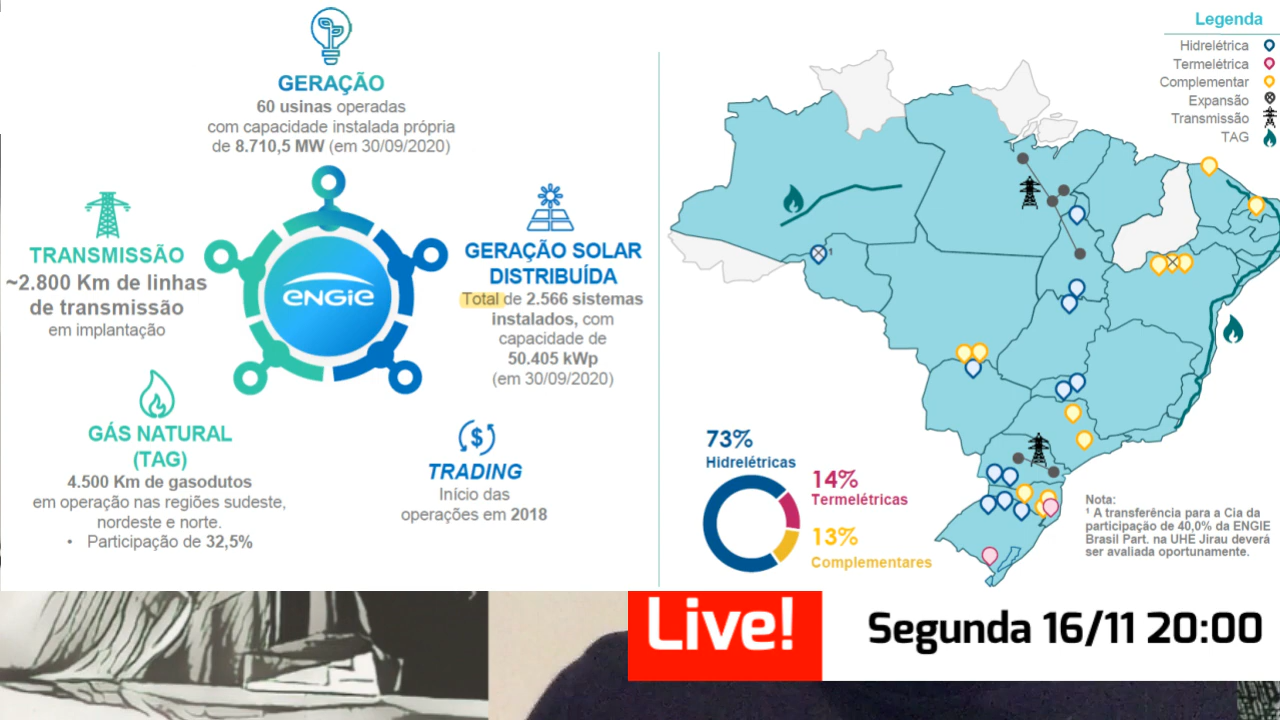 GERAÇÃO
60 usinas operadas
com capacidade instalada própria
de 8.710,5 MW (em 30/09/2020)
TRANSMISSÃO
~2.800 Km de linhas
de transmissão
em implantação
ENGIE
GERAÇÃO SOLAR
DISTRIBUÍDA
Total de 2.566 sistemas
instalados, com
capacidade de
50.405 kWp
(em 30/09/2020)
GÁS NATURAL
(TAG)
4.500 Km de gasodutos
em operação nas regiões sudeste,
nordeste e norte.
• Participação de 32,5%
$
TRADING
Início das
operações em 2018
Legenda
Hidrelétrica
Termelétrica
Complementar
Expansão
Transmissão
TAG
1
73%
Hidrelétricas
14%
Termelétricas
13%
Complementares
Nota:
¹ A transferência para a Cia da
participação de 40,0% da ENGIE
Brasil Part. na UHE Jirau deverá
ser avaliada oportunamente.
Live!
Segunda 16/11 20:00